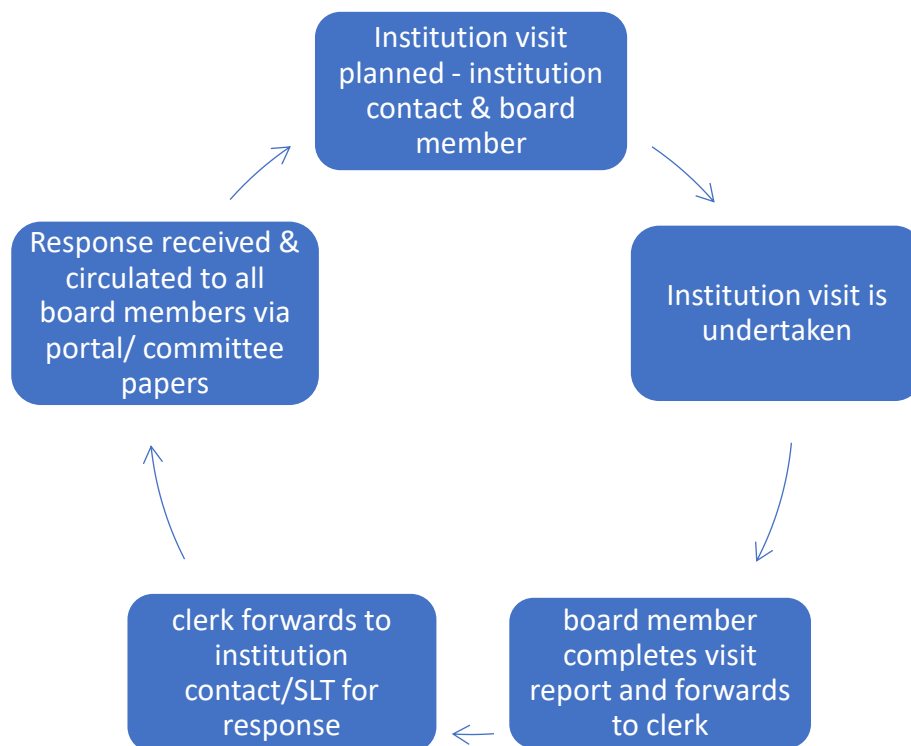 Institution visit
planned - institution
contact & board
member
Institution visit is
undertaken
board member
completes visit
report and forwards
to clerk
clerk forwards to
institution
contact/SLT for
response
Response received &
circulated to all
board members via
portal/ committee
papers